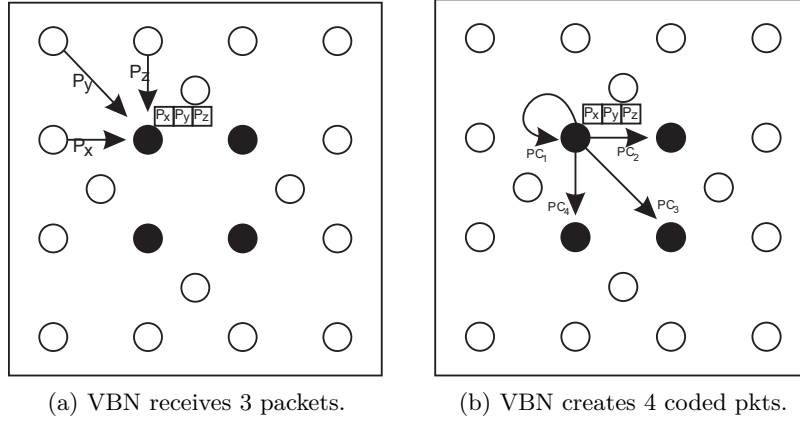 Py
Pz
Px Py Pz
Px
(a) VBN receives 3 packets.
Px Py Pz
PC1
PC2
PC4
PC3
(b) VBN creates 4 coded pkts.